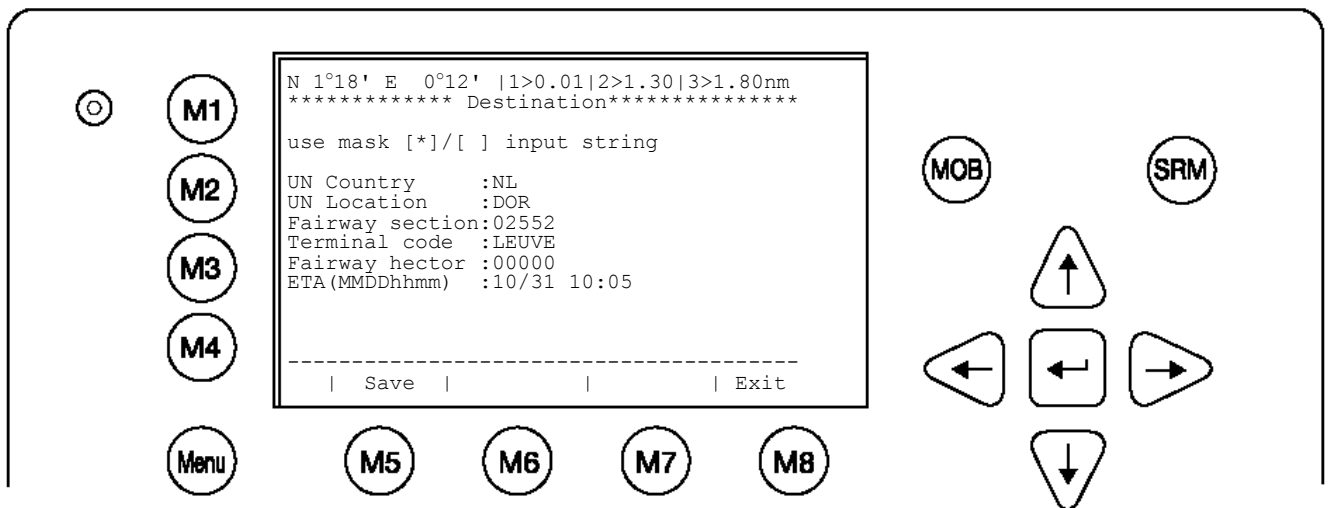 N 1°18' E  0°12' |1>0.01|2>1.30|3>1.80nm
************* Destination***************
use mask [*]/[ ] input string
UN Country     :NL
UN Location    :DOR
Fairway section:02552
Terminal code  :LEUVE
Fairway hector :00000
ETA(MMDDhhmm)  :10/31 10:05
----------------------------------------
| Save | | | Exit
M1
M2
M3
M4
Menu
M5
M6
M7
M8
MOB
SRM